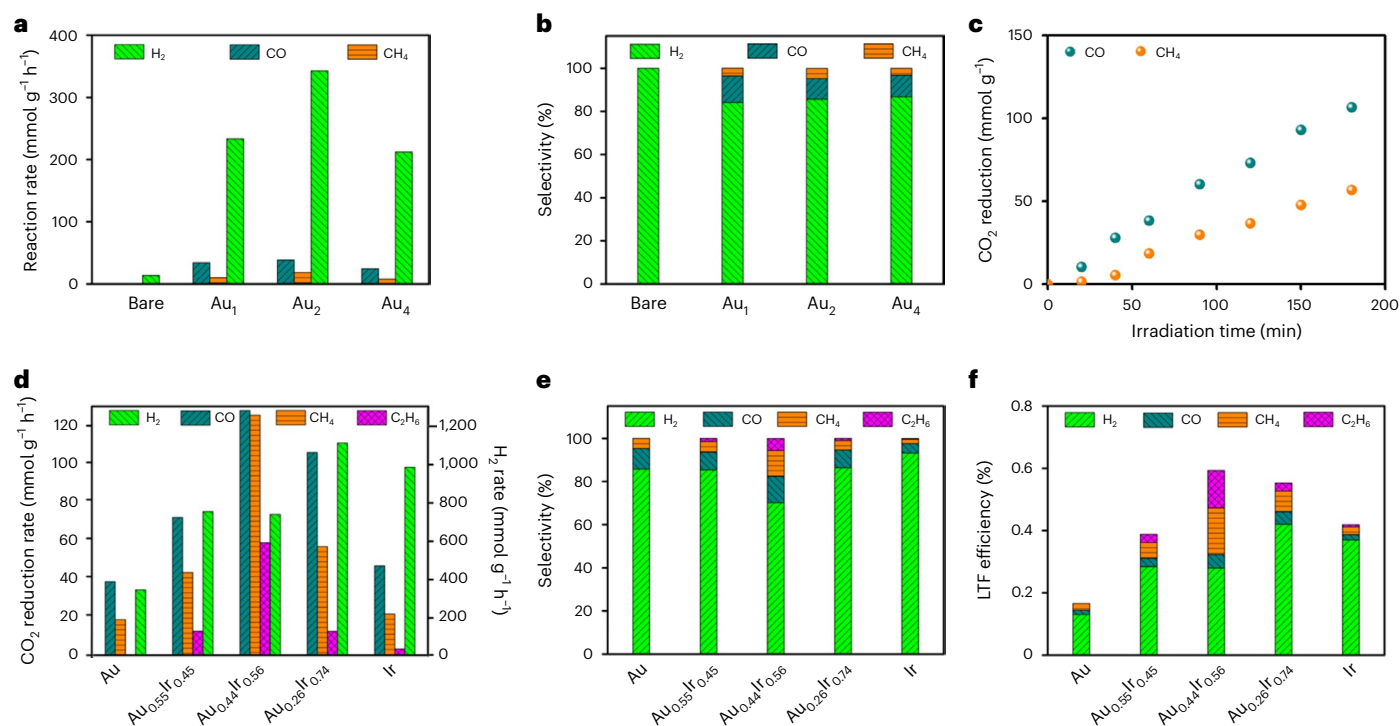 a
400
300
200
100
0
Reaction rate (mmol g⁻¹ h⁻¹)
H₂ CO CH₄
Bare Au₁ Au₂ Au₄
b
100
80
60
40
20
0
Selectivity (%)
H₂ CO CH₄
Bare Au₁ Au₂ Au₄
c
150
100
50
0
CO₂ reduction (mmol g⁻¹)
CO CH₄
0 50 100 150 200
Irradiation time (min)
d
120
100
80
60
40
20
0
CO₂ reduction rate (mmol g⁻¹ h⁻¹)
H₂ CO CH₄ C₂H₆
1,200
1,000
800
600
400
200
0
H₂ rate (mmol g⁻¹ h⁻¹)
Au Au₀.₅₅Ir₀.₄₅ Au₀.₄₄Ir₀.₅₆ Au₀.₂₆Ir₀.₇₄ Ir
e
100
80
60
40
20
0
Selectivity (%)
H₂ CO CH₄ C₂H₆
Au Au₀.₅₅Ir₀.₄₅ Au₀.₄₄Ir₀.₅₆ Au₀.₂₆Ir₀.₇₄ Ir
f
0.8
0.6
0.4
0.2
0
LTF efficiency (%)
H₂ CO CH₄ C₂H₆
Au Au₀.₅₅Ir₀.₄₅ Au₀.₄₄Ir₀.₅₆ Au₀.₂₆Ir₀.₇₄ Ir